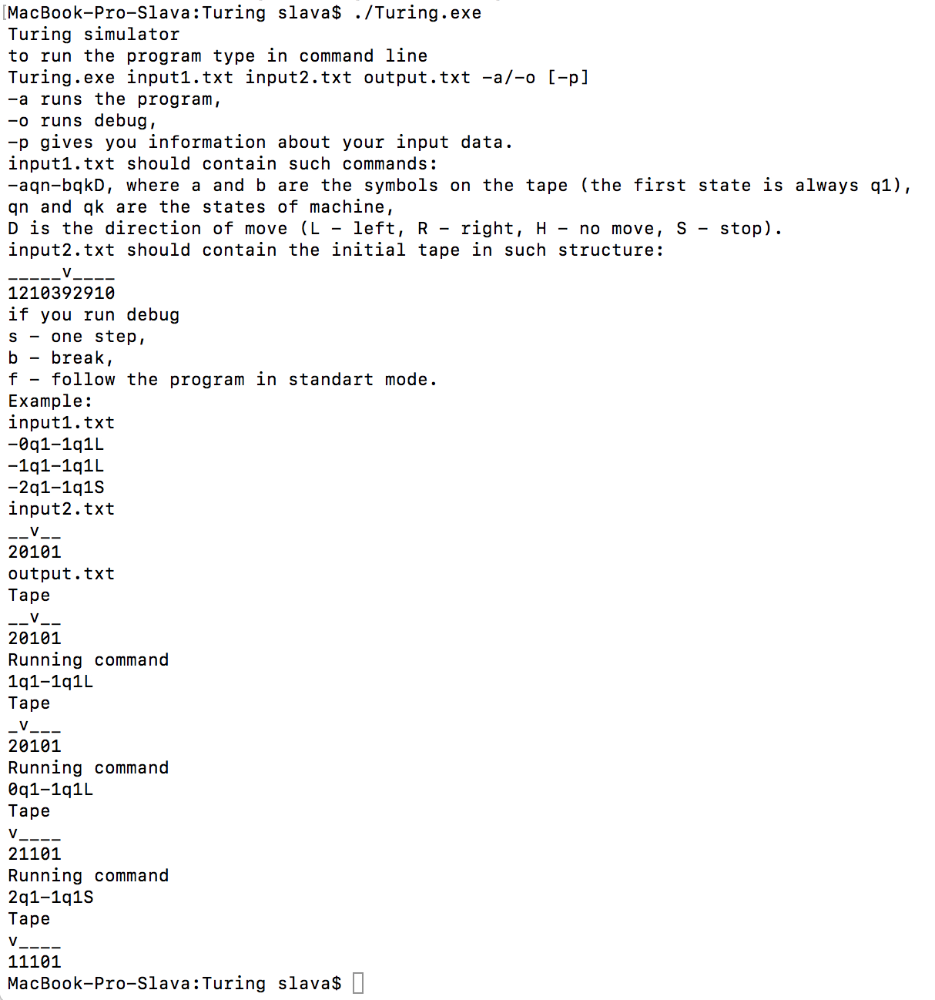 [MacBook-Pro-Slava:Turing slava$ ./Turing.exe
Turing simulator
to run the program type in command line
Turing.exe input1.txt input2.txt output.txt -a/-o [-p]
-a runs the program,
-o runs debug,
-p gives you information about your input data.
input1.txt should contain such commands:
-aqn-bqkD, where a and b are the symbols on the tape (the first state is always q1),
qn and qk are the states of machine,
D is the direction of move (L - left, R - right, H - no move, S - stop).
input2.txt should contain the initial tape in such structure:
_____v____
1210392910
if you run debug
s - one step,
b - break,
f - follow the program in standart mode.
Example:
input1.txt
-0q1-1q1L
-1q1-1q1L
-2q1-1q1S
input2.txt
__v__
20101
output.txt
Tape
__v__
20101
Running command
1q1-1q1L
Tape
_v___
20101
Running command
0q1-1q1L
Tape
v____
21101
Running command
2q1-1q1S
Tape
v____
11101
MacBook-Pro-Slava:Turing slava$